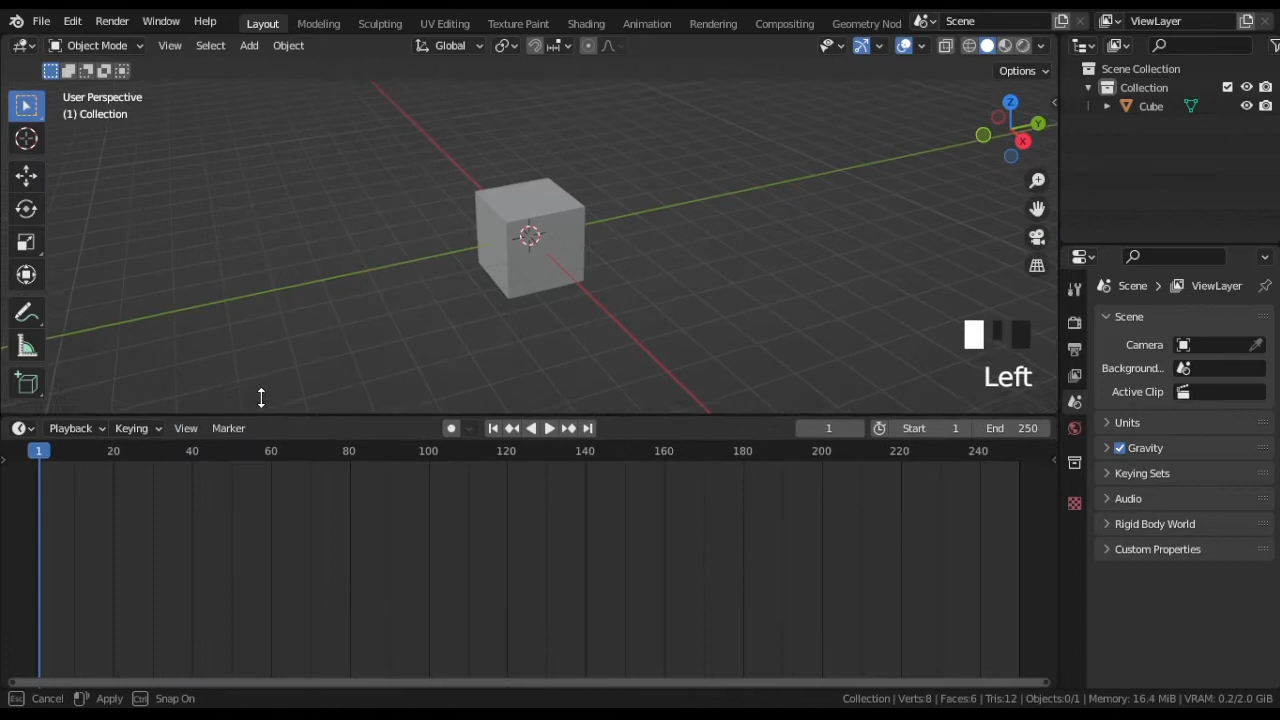 File Edit Render Window Help Layout Modeling Sculpting UV Editing Texture Paint Shading Animation Rendering Compositing Geometry Nod Scene ViewLayer
Object Mode View Select Add Object Global
Options
User Perspective
(1) Collection
Z
Y
X
Left
Scene Collection
Collection
Cube
Scene > ViewLayer
Scene
Camera
Background...
Active Clip
Units
Gravity
Keying Sets
Audio
Rigid Body World
Custom Properties
Playback Keying View Marker 1 Start 1 End 250
1 20 40 60 80 100 120 140 160 180 200 220 240
Esc Cancel Apply Ctrl Snap On Collection | Verts:8 | Faces:6 | Tris:12 | Objects:0/1 | Memory: 16.4 MiB | VRAM: 0.2/2.0 GiB